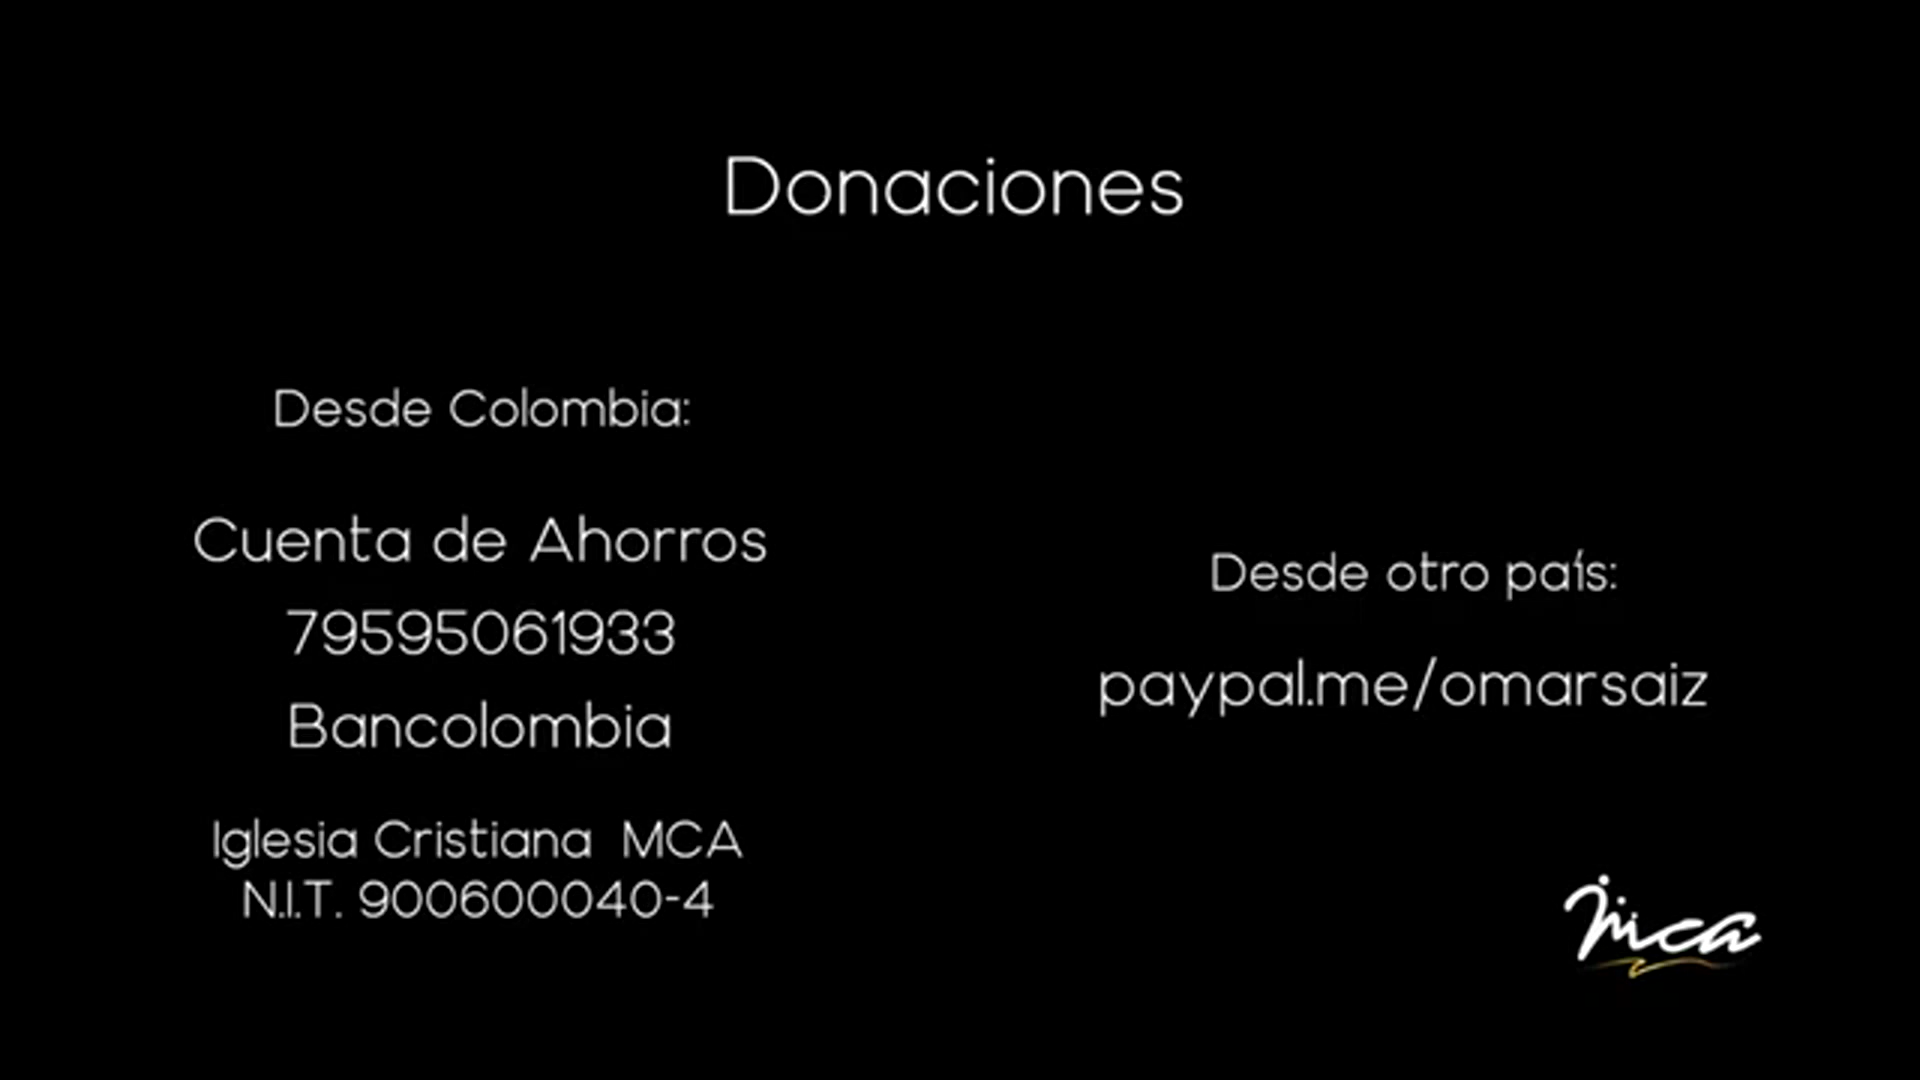 Donaciones
Desde Colombia:
Cuenta de Ahorros
79595061933
Bancolombia
Iglesia Cristiana MCA
N.I.T. 900600040-4
Desde otro país:
paypal.me/omarsaiz
mca